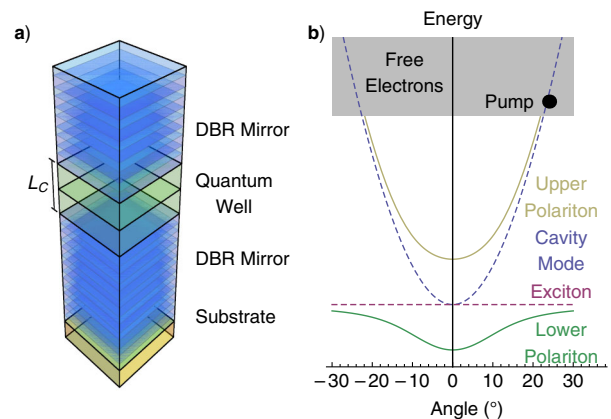 a)
DBR Mirror
L_C
Quantum
Well
DBR Mirror
Substrate
b)
Energy
Free
Electrons
Pump
Upper
Polariton
Cavity
Mode
Exciton
Lower
Polariton
−30 −20 −10 0 10 20 30
Angle (°)